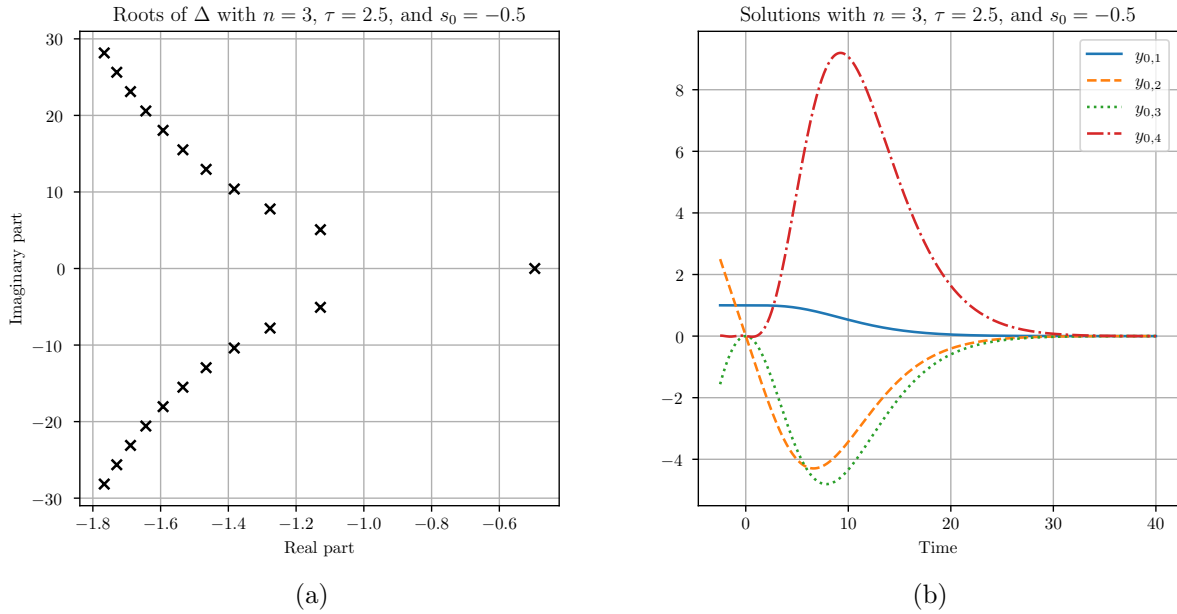 Roots of Δ with n = 3, τ = 2.5, and s₀ = −0.5
Imaginary part
30
20
10
0
−10
−20
−30
−1.8
−1.6
−1.4
−1.2
−1.0
−0.8
−0.6
Real part
(a)
Solutions with n = 3, τ = 2.5, and s₀ = −0.5
y₀,₁
y₀,₂
y₀,₃
y₀,₄
8
6
4
2
0
−2
−4
0
10
20
30
40
Time
(b)